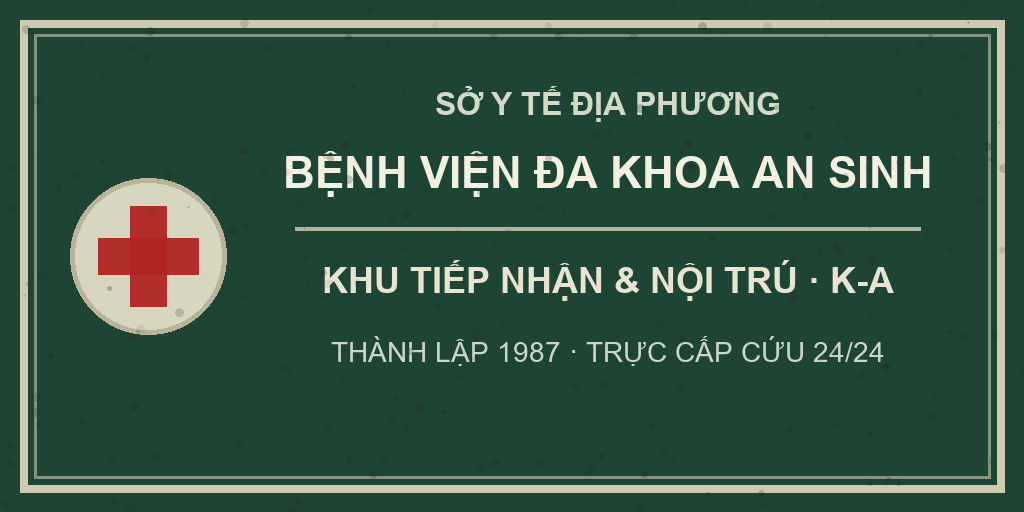 SỞ Y TẾ ĐỊA PHƯƠNG
BỆNH VIỆN ĐA KHOA AN SINH
KHU TIẾP NHẬN & NỘI TRÚ · K-A
THÀNH LẬP 1987 · TRỰC CẤP CỨU 24/24